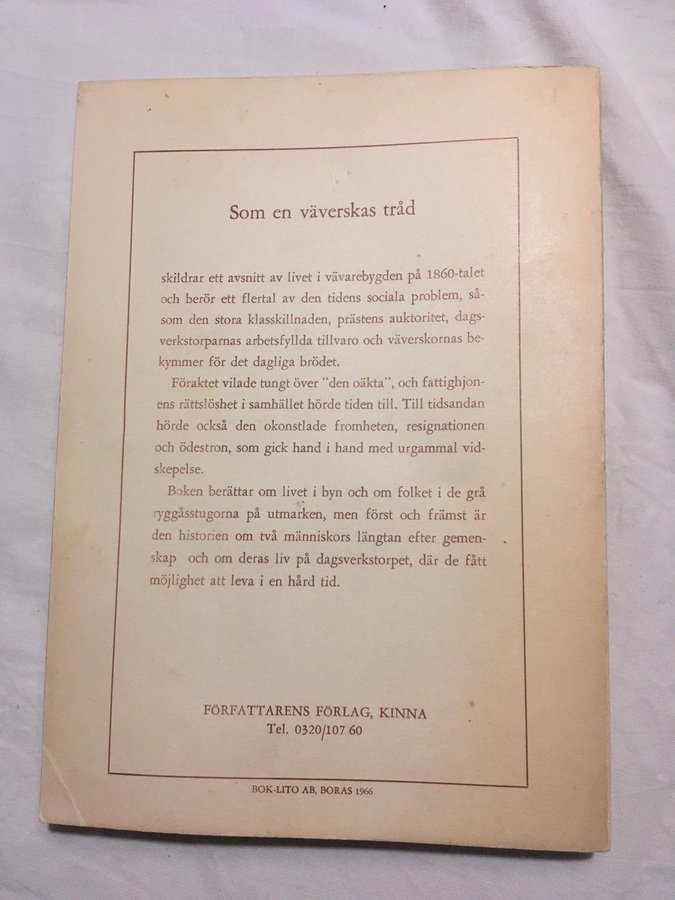 Som en väverskas tråd
skildrar ett avsnitt av livet i vävarebygden på 1860-talet
och berör ett flertal av den tidens sociala problem, så-
som den stora klasskillnaden, prästens auktoritet, dags-
verkstorparnas arbetsfyllda tillvaro och väverskornas be-
kymmer för det dagliga brödet.
Föraktet vilade tungt över "den oäkta", och fattighjon-
ens rättslöshet i samhället hörde tiden till. Till tidsandan
hörde också den okonstlade fromheten, resignationen
och ödestron, som gick hand i hand med urgammal vid-
skepelse.
Boken berättar om livet i byn och om folket i de grå
ryggåsstugorna på utmarken, men först och främst är
den historien om två människors längtan efter gemen-
skap och om deras liv på dagsverkstorpet, där de fått
möjlighet att leva i en hård tid.
FÖRFATTARENS FÖRLAG, KINNA
Tel. 0320/107 60
BOK-LITO AB, BORAS 1966